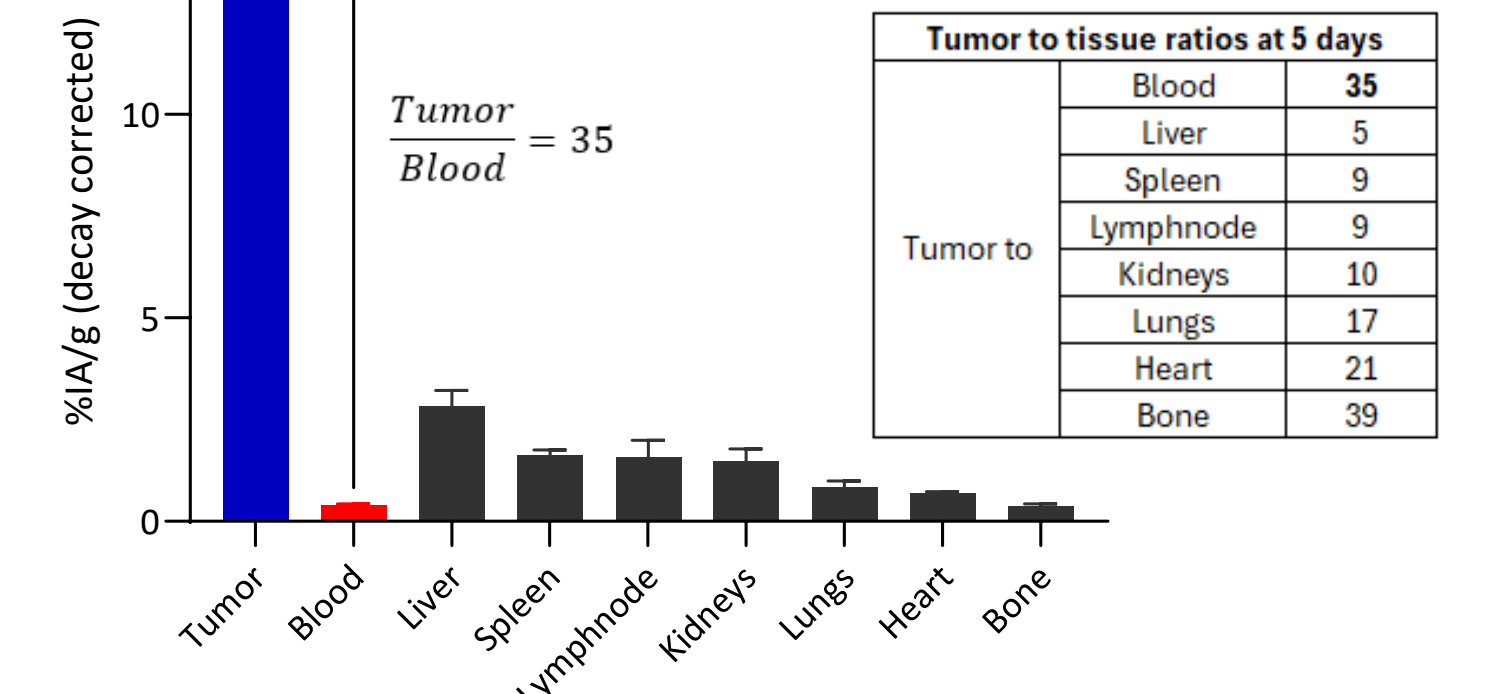 %IA/g (decay corrected)
10
5
0
Tumor
Blood
= 35
Tumor
Blood
Liver
Spleen
Lymphnode
Kidneys
Lungs
Heart
Bone
Tumor to tissue ratios at 5 days
Tumor to
Blood 35
Liver 5
Spleen 9
Lymphnode 9
Kidneys 10
Lungs 17
Heart 21
Bone 39